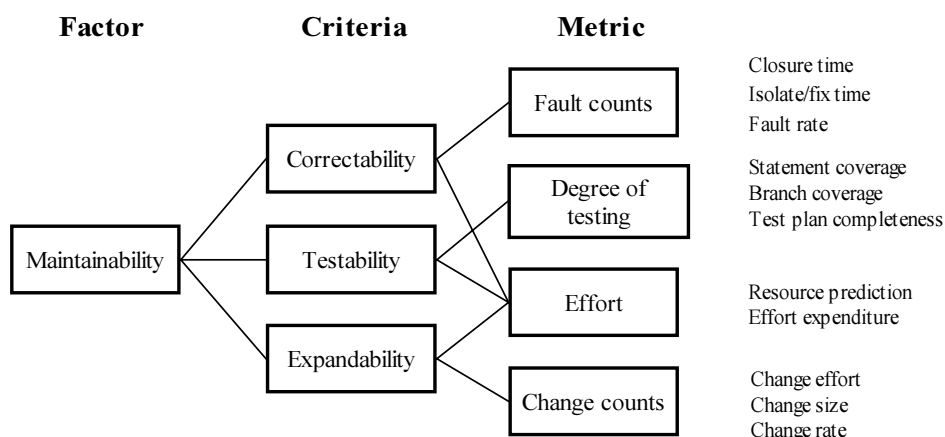 Factor
Criteria
Metric
Maintainability
Correctability
Testability
Expandability
Fault counts
Degree of
testing
Effort
Change counts
Closure time
Isolate/fix time
Fault rate
Statement coverage
Branch coverage
Test plan completeness
Resource prediction
Effort expenditure
Change effort
Change size
Change rate